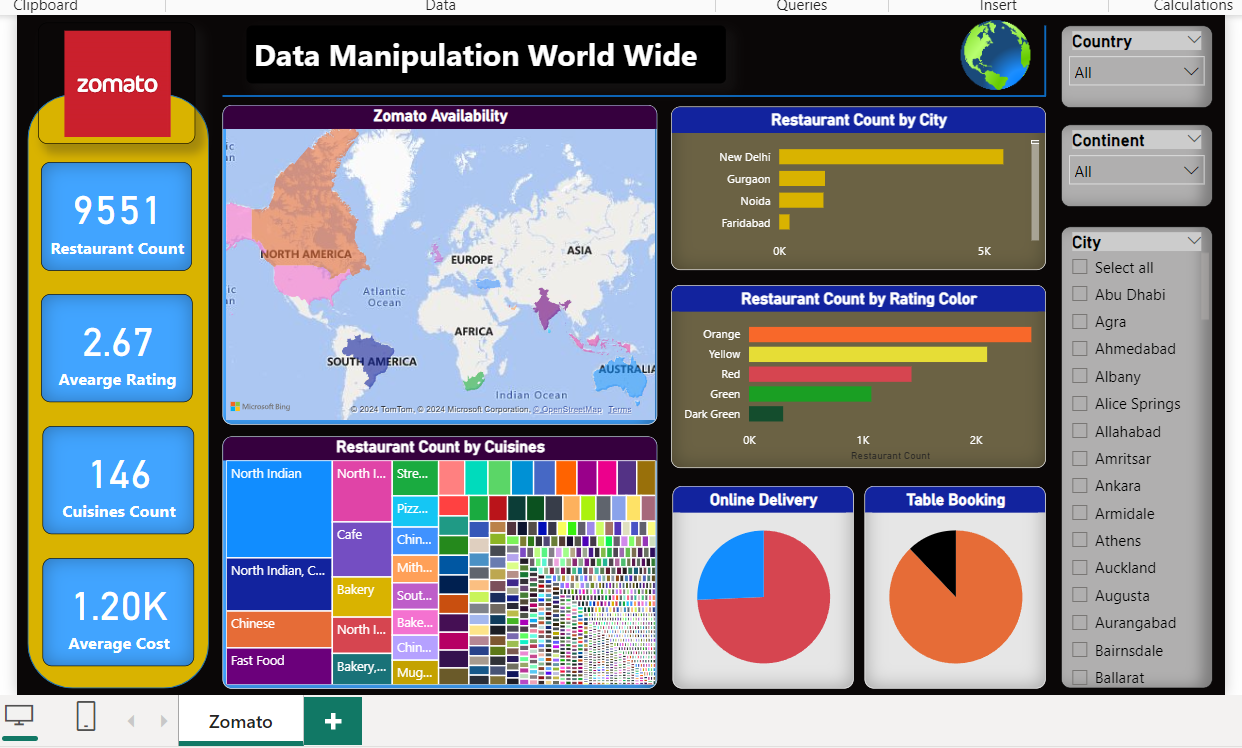 Clipboard
Data
Queries
Insert
Calculations
zomato
Data Manipulation World Wide
Country
All
Continent
All
City
Select all
Abu Dhabi
Agra
Ahmedabad
Albany
Alice Springs
Allahabad
Amritsar
Ankara
Armidale
Athens
Auckland
Augusta
Aurangabad
Bairnsdale
Ballarat
9551
Restaurant Count
2.67
Avearge Rating
146
Cuisines Count
1.20K
Average Cost
Zomato Availability
NORTH AMERICA
EUROPE
ASIA
Atlantic
Ocean
AFRICA
SOUTH AMERICA
AUSTRALIA
Indian Ocean
Microsoft Bing
© 2024 TomTom, © 2024 Microsoft Corporation, © OpenStreetMap Terms
Restaurant Count by City
New Delhi
Gurgaon
Noida
Faridabad
0K
5K
Restaurant Count by Rating Color
Orange
Yellow
Red
Green
Dark Green
0K
1K
2K
Restaurant Count
Restaurant Count by Cuisines
North Indian
North Indian, C...
Chinese
Fast Food
North I...
Cafe
Bakery
North I...
Bakery,...
Stre...
Pizz...
Chin...
Mith...
Sout...
Bake...
Chin...
Mug...
Online Delivery
Table Booking
Zomato
+